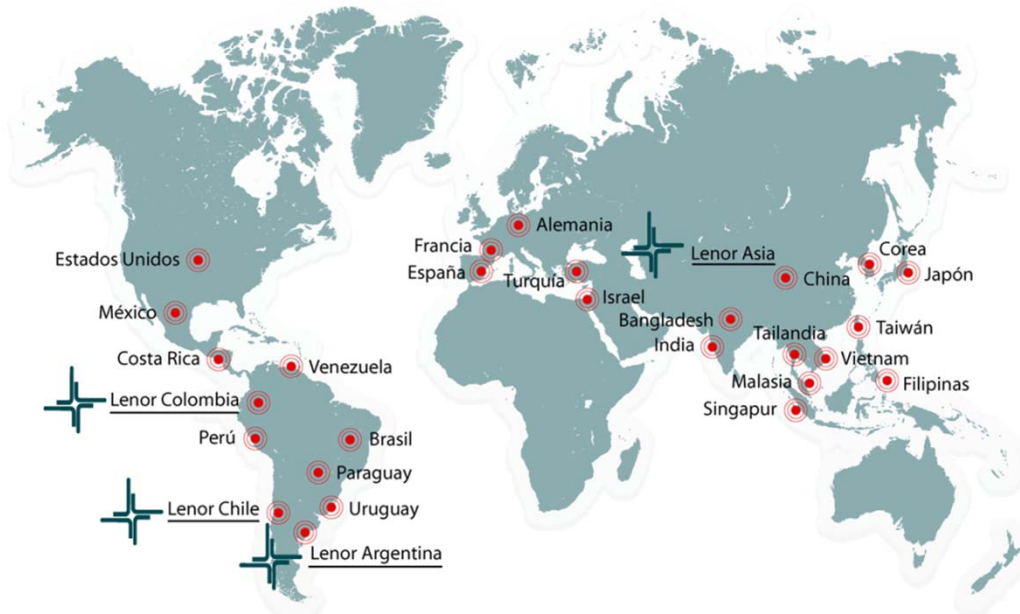 Alemania
Francia
Lenor Asia
Corea
Estados Unidos
España
Turquía
China
Japón
Israel
México
Bangladesh
Taiwán
Tailandia
India
Costa Rica
Venezuela
Vietnam
Malasia
Filipinas
Lenor Colombia
Singapur
Perú
Brasil
Paraguay
Lenor Chile
Uruguay
Lenor Argentina